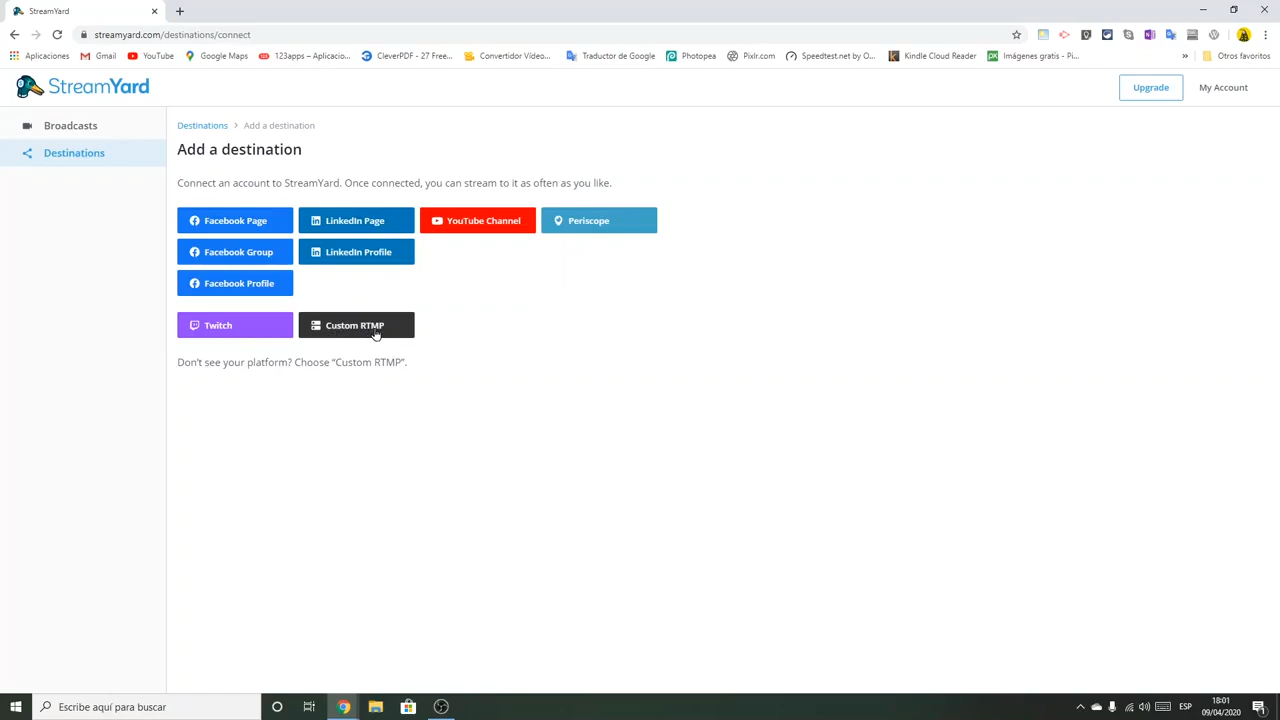 StreamYard
streamyard.com/destinations/connect
Aplicaciones
Gmail
YouTube
Google Maps
123apps – Aplicacio...
CleverPDF - 27 Free...
Convertidor Vídeo...
Traductor de Google
Photopea
Pixlr.com
Speedtest.net by O...
Kindle Cloud Reader
Imágenes gratis - Pi...
»
Otros favoritos
StreamYard
Upgrade
My Account
Broadcasts
Destinations
Destinations > Add a destination
Add a destination
Connect an account to StreamYard. Once connected, you can stream to it as often as you like.
Facebook Page
LinkedIn Page
YouTube Channel
Periscope
Facebook Group
LinkedIn Profile
Facebook Profile
Twitch
Custom RTMP
Don't see your platform? Choose “Custom RTMP”.
Escribe aquí para buscar
ESP
18:01
09/04/2020